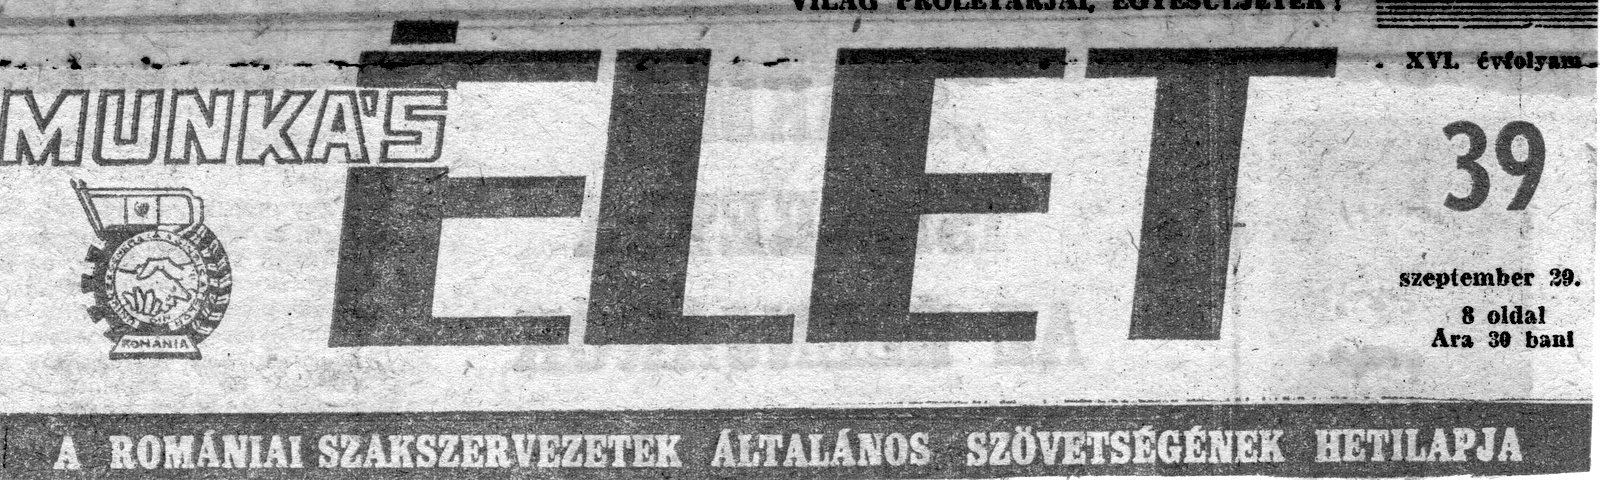 VILÁG PROLETÁRJAI, EGYESÜLJETEK!
XVI. évfolyam
MUNKÁS
ÉLET
39
szeptember 29.
8 oldal
Ára 30 bani
ROMANIA
A ROMÁNIAI SZAKSZERVEZETEK ÁLTALÁNOS SZÖVETSÉGÉNEK HETILAPJA